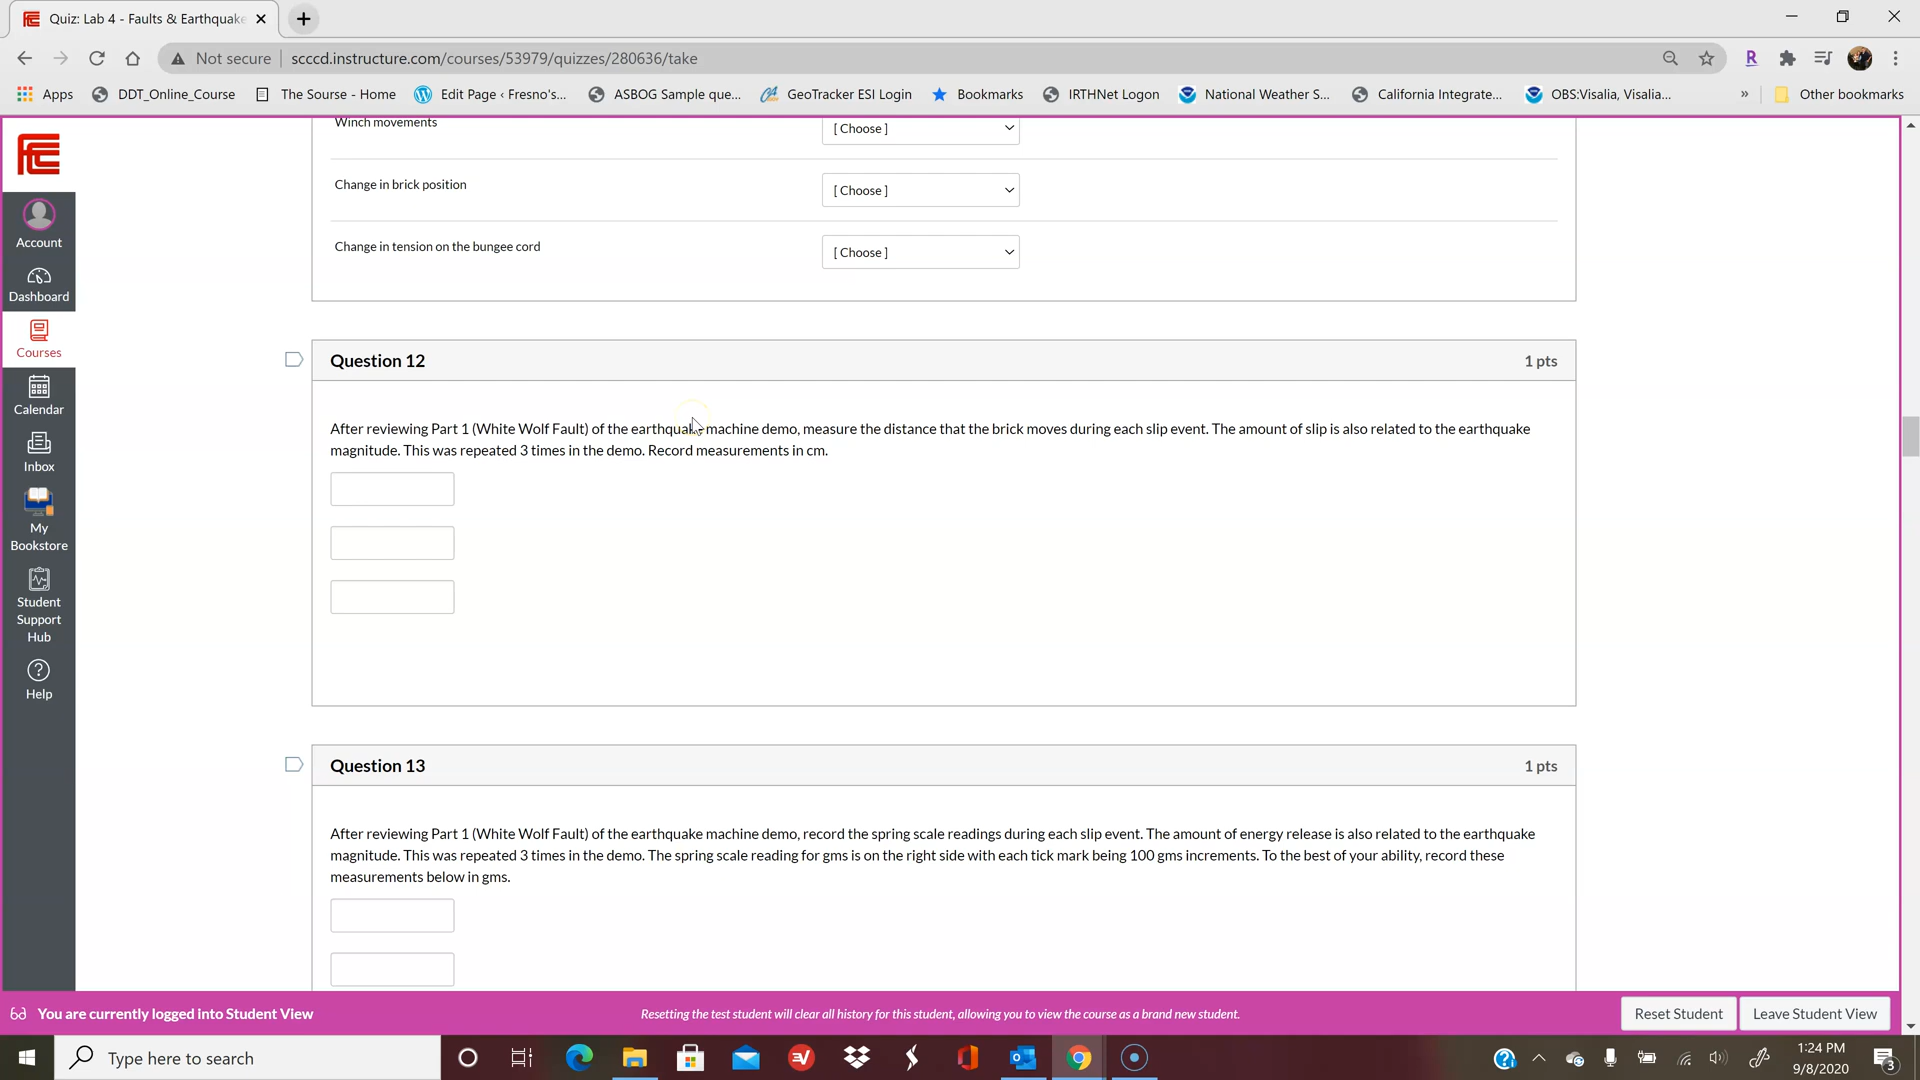 Quiz: Lab 4 - Faults & Earthquake
Not secure
scccd.instructure.com/courses/53979/quizzes/280636/take
R
Apps
DDT_Online_Course
The Sourse - Home
Edit Page ‹ Fresno's...
ASBOG Sample que...
GeoTracker ESI Login
Bookmarks
IRTHNet Logon
National Weather S...
California Integrate...
OBS:Visalia, Visalia...
»
Other bookmarks
FCC
Account
Dashboard
Courses
Calendar
Inbox
My
Bookstore
Student
Support
Hub
Help
Winch movements
[ Choose ]
Change in brick position
[ Choose ]
Change in tension on the bungee cord
[ Choose ]
Question 12
1 pts
After reviewing Part 1 (White Wolf Fault) of the earthquake machine demo, measure the distance that the brick moves during each slip event. The amount of slip is also related to the earthquake
magnitude. This was repeated 3 times in the demo. Record measurements in cm.
Question 13
1 pts
After reviewing Part 1 (White Wolf Fault) of the earthquake machine demo, record the spring scale readings during each slip event. The amount of energy release is also related to the earthquake
magnitude. This was repeated 3 times in the demo. The spring scale reading for gms is on the right side with each tick mark being 100 gms increments. To the best of your ability, record these
measurements below in gms.
You are currently logged into Student View
Resetting the test student will clear all history for this student, allowing you to view the course as a brand new student.
Reset Student
Leave Student View
Type here to search
1:24 PM
9/8/2020
3